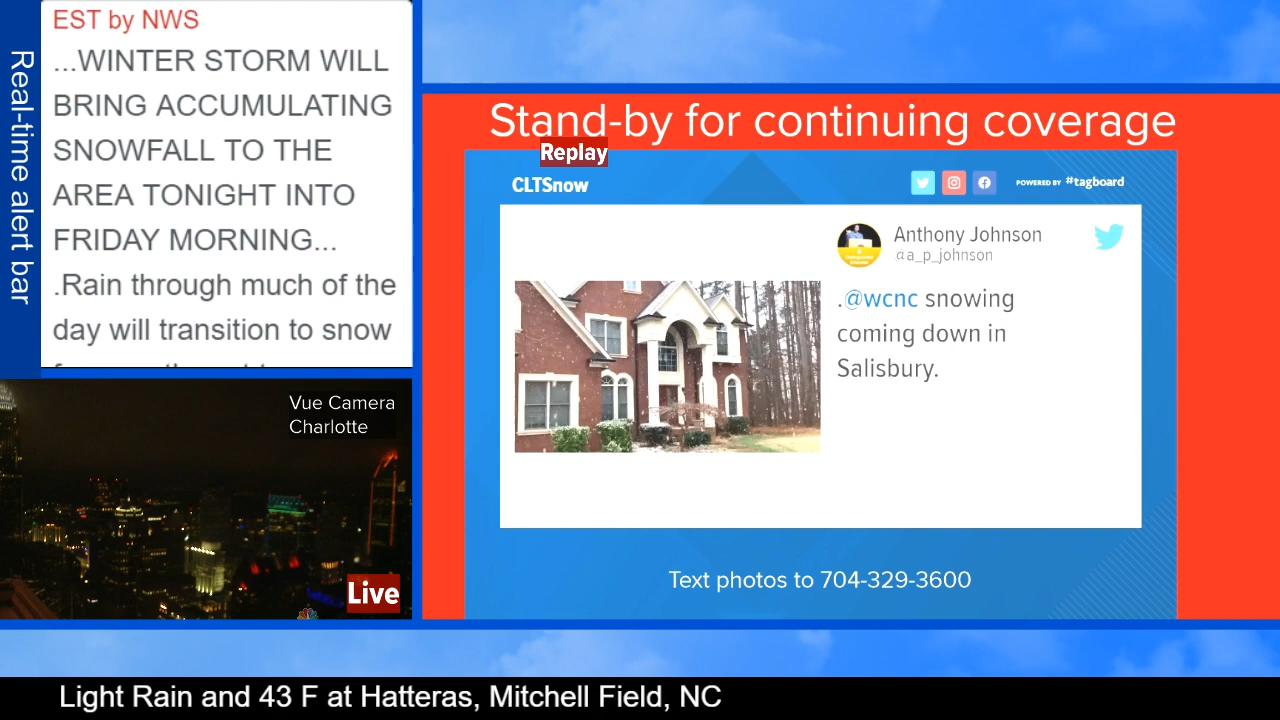 Real-time alert bar
EST by NWS
...WINTER STORM WILL
BRING ACCUMULATING
SNOWFALL TO THE
AREA TONIGHT INTO
FRIDAY MORNING...
.Rain through much of the
day will transition to snow
Vue Camera
Charlotte
Live
Stand-by for continuing coverage
Replay
CLTSnow
POWERED BY #tagboard
Anthony Johnson
@a_p_johnson
.@wcnc snowing
coming down in
Salisbury.
Text photos to 704-329-3600
Light Rain and 43 F at Hatteras, Mitchell Field, NC